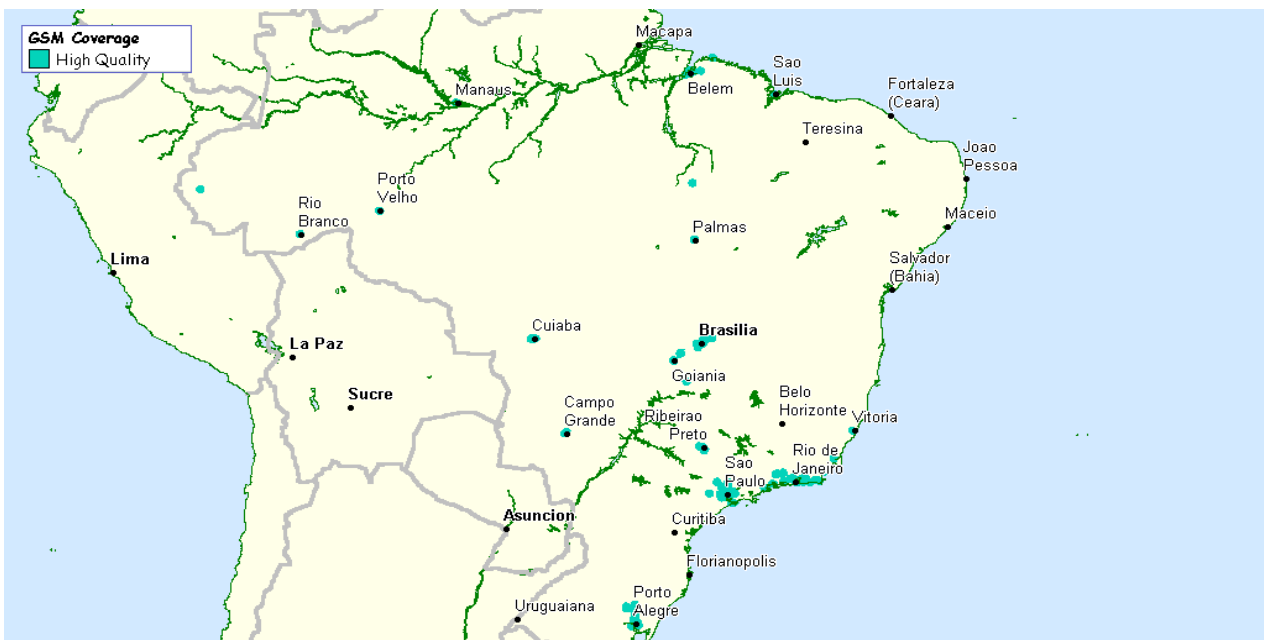 GSM Coverage
High Quality
Macapa
Manaus
Belem
Sao
Luis
Fortaleza
(Ceara)
Teresina
Joao
Pessoa
Porto
Velho
Rio
Branco
Palmas
Maceio
Lima
Salvador
(Bahia)
Cuiaba
Brasilia
La Paz
Goiania
Sucre
Belo
Horizonte
Campo
Grande
Ribeirao
Preto
Vitoria
Rio de
Janeiro
Sao
Paulo
Asuncion
Curitiba
Florianopolis
Uruguaiana
Porto
Alegre